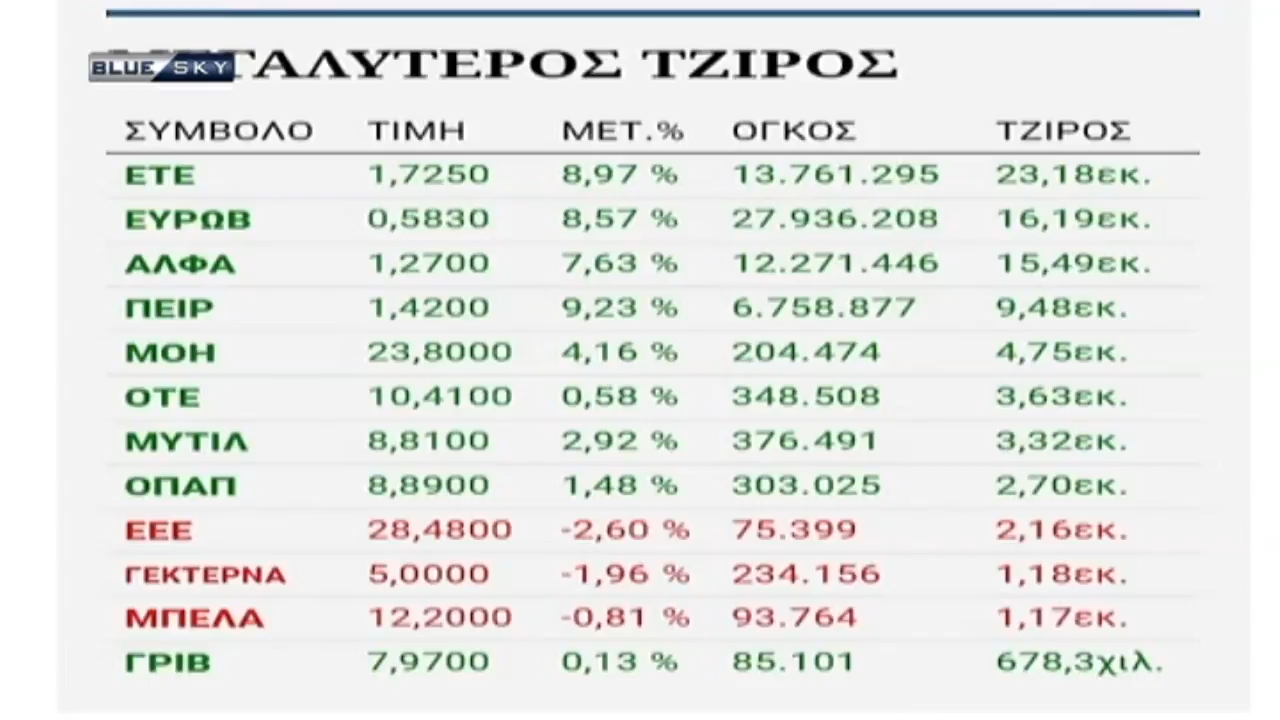 BLUE SKY
ΜΕΓΑΛΥΤΕΡΟΣ ΤΖΙΡΟΣ
ΣΥΜΒΟΛΟ ΤΙΜΗ ΜΕΤ.% ΟΓΚΟΣ ΤΖΙΡΟΣ
ΕΤΕ 1,7250 8,97 % 13.761.295 23,18εκ.
ΕΥΡΩΒ 0,5830 8,57 % 27.936.208 16,19εκ.
ΑΛΦΑ 1,2700 7,63 % 12.271.446 15,49εκ.
ΠΕΙΡ 1,4200 9,23 % 6.758.877 9,48εκ.
ΜΟΗ 23,8000 4,16 % 204.474 4,75εκ.
ΟΤΕ 10,4100 0,58 % 348.508 3,63εκ.
ΜΥΤΙΛ 8,8100 2,92 % 376.491 3,32εκ.
ΟΠΑΠ 8,8900 1,48 % 303.025 2,70εκ.
ΕΕΕ 28,4800 -2,60 % 75.399 2,16εκ.
ΓΕΚΤΕΡΝΑ 5,0000 -1,96 % 234.156 1,18εκ.
ΜΠΕΛΑ 12,2000 -0,81 % 93.764 1,17εκ.
ΓΡΙΒ 7,9700 0,13 % 85.101 678,3χιλ.